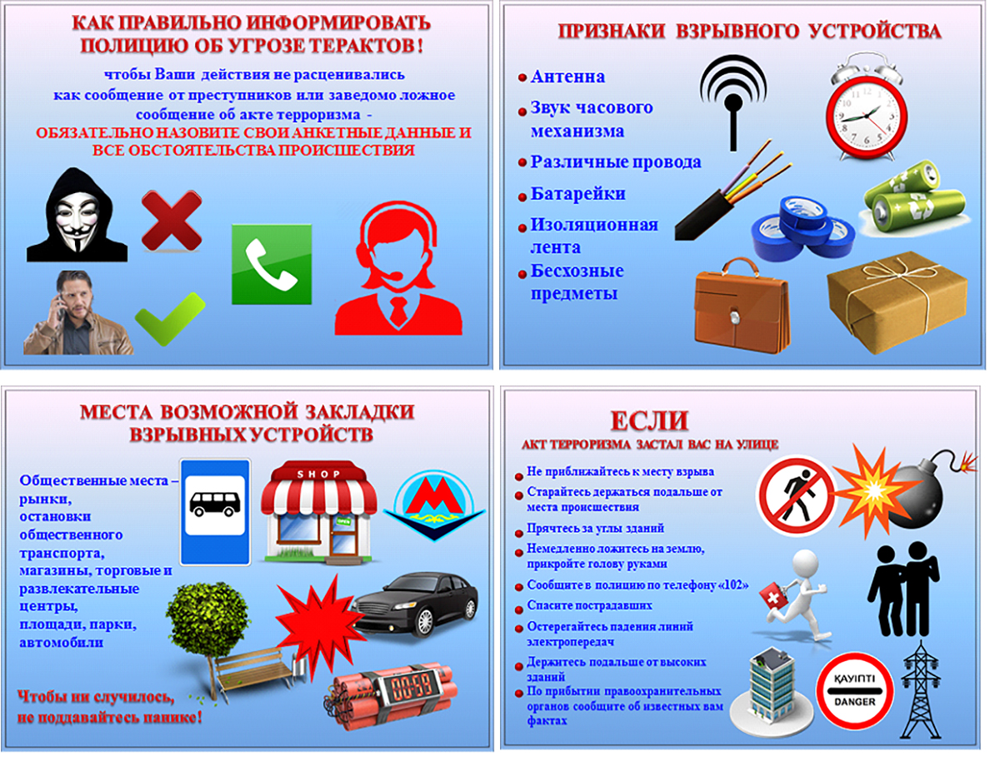 КАК ПРАВИЛЬНО ИНФОРМИРОВАТЬ
ПОЛИЦИЮ ОБ УГРОЗЕ ТЕРАКТОВ !
чтобы Ваши действия не расценивались
как сообщение от преступников или заведомо ложное
сообщение об акте терроризма -
ОБЯЗАТЕЛЬНО НАЗОВИТЕ СВОИ АНКЕТНЫЕ ДАННЫЕ И
ВСЕ ОБСТОЯТЕЛЬСТВА ПРОИСШЕСТВИЯ
ПРИЗНАКИ ВЗРЫВНОГО УСТРОЙСТВА
Антенна
Звук часового
механизма
Различные провода
Батарейки
Изоляционная
лента
Бесхозные
предметы
МЕСТА ВОЗМОЖНОЙ ЗАКЛАДКИ
ВЗРЫВНЫХ УСТРОЙСТВ
Общественные места –
рынки,
остановки
общественного
транспорта,
магазины, торговые и
развлекательные
центры,
площади, парки,
автомобили
SHOP
OPEN
М
00:59
Чтобы ни случилось,
не поддавайтесь панике!
ЕСЛИ
АКТ ТЕРРОРИЗМА ЗАСТАЛ ВАС НА УЛИЦЕ
Не приближайтесь к месту взрыва
Старайтесь держаться подальше от
места происшествия
Прячтесь за углы зданий
Немедленно ложитесь на землю,
прикройте голову руками
Сообщите в полицию по телефону «102»
Спасите пострадавших
Остерегайтесь падения линий
электропередач
Держитесь подальше от высоких
зданий
По прибытии правоохранительных
органов сообщите об известных вам
фактах
ҚАУІПТІ
DANGER